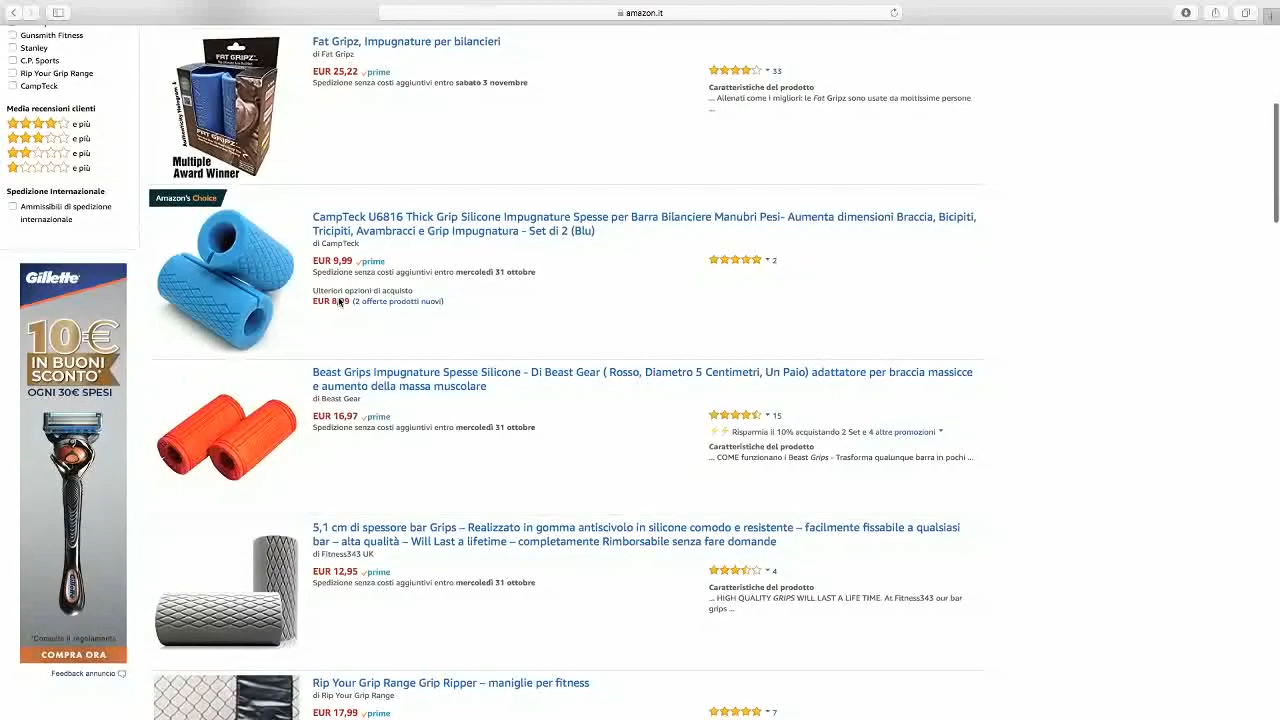 amazon.it
Gunsmith Fitness
Stanley
C.P. Sports
Rip Your Grip Range
CampTeck
Media recensioni clienti
e più
e più
e più
e più
Spedizione Internazionale
Ammissibili di spedizione
internazionale
Gillette
10€
IN BUONI
SCONTO*
OGNI 30€ SPESI
*Consulta il regolamento
COMPRA ORA
Feedback annuncio
FAT GRIPZ
FAT GRIPZ
Multiple
Award Winner
Fat Gripz, Impugnature per bilancieri
di Fat Gripz
EUR 25,22 prime
Spedizione senza costi aggiuntivi entro sabato 3 novembre
33
Caratteristiche del prodotto
... Allenati come i migliori: le Fat Gripz sono usate da moltissime persone
...
Amazon's Choice
CampTeck U6816 Thick Grip Silicone Impugnature Spesse per Barra Bilanciere Manubri Pesi- Aumenta dimensioni Braccia, Bicipiti,
Tricipiti, Avambracci e Grip Impugnatura - Set di 2 (Blu)
di CampTeck
EUR 9,99 prime
Spedizione senza costi aggiuntivi entro mercoledì 31 ottobre
2
Ulteriori opzioni di acquisto
EUR (2 offerte prodotti nuovi)
Beast Grips Impugnature Spesse Silicone - Di Beast Gear ( Rosso, Diametro 5 Centimetri, Un Paio) adattatore per braccia massicce
e aumento della massa muscolare
di Beast Gear
EUR 16,97 prime
Spedizione senza costi aggiuntivi entro mercoledì 31 ottobre
15
Risparmia il 10% acquistando 2 Set e 4 altre promozioni
Caratteristiche del prodotto
... COME funzionano i Beast Grips - Trasforma qualunque barra in pochi ...
5,1 cm di spessore bar Grips – Realizzato in gomma antiscivolo in silicone comodo e resistente – facilmente fissabile a qualsiasi
bar – alta qualità – Will Last a lifetime – completamente Rimborsabile senza fare domande
di Fitness343 UK
EUR 12,95 prime
Spedizione senza costi aggiuntivi entro mercoledì 31 ottobre
4
Caratteristiche del prodotto
... HIGH QUALITY GRIPS WILL LAST A LIFE TIME. At Fitness343 our bar
grips ...
Rip Your Grip Range Grip Ripper – maniglie per fitness
di Rip Your Grip Range
EUR 17,99 prime
7